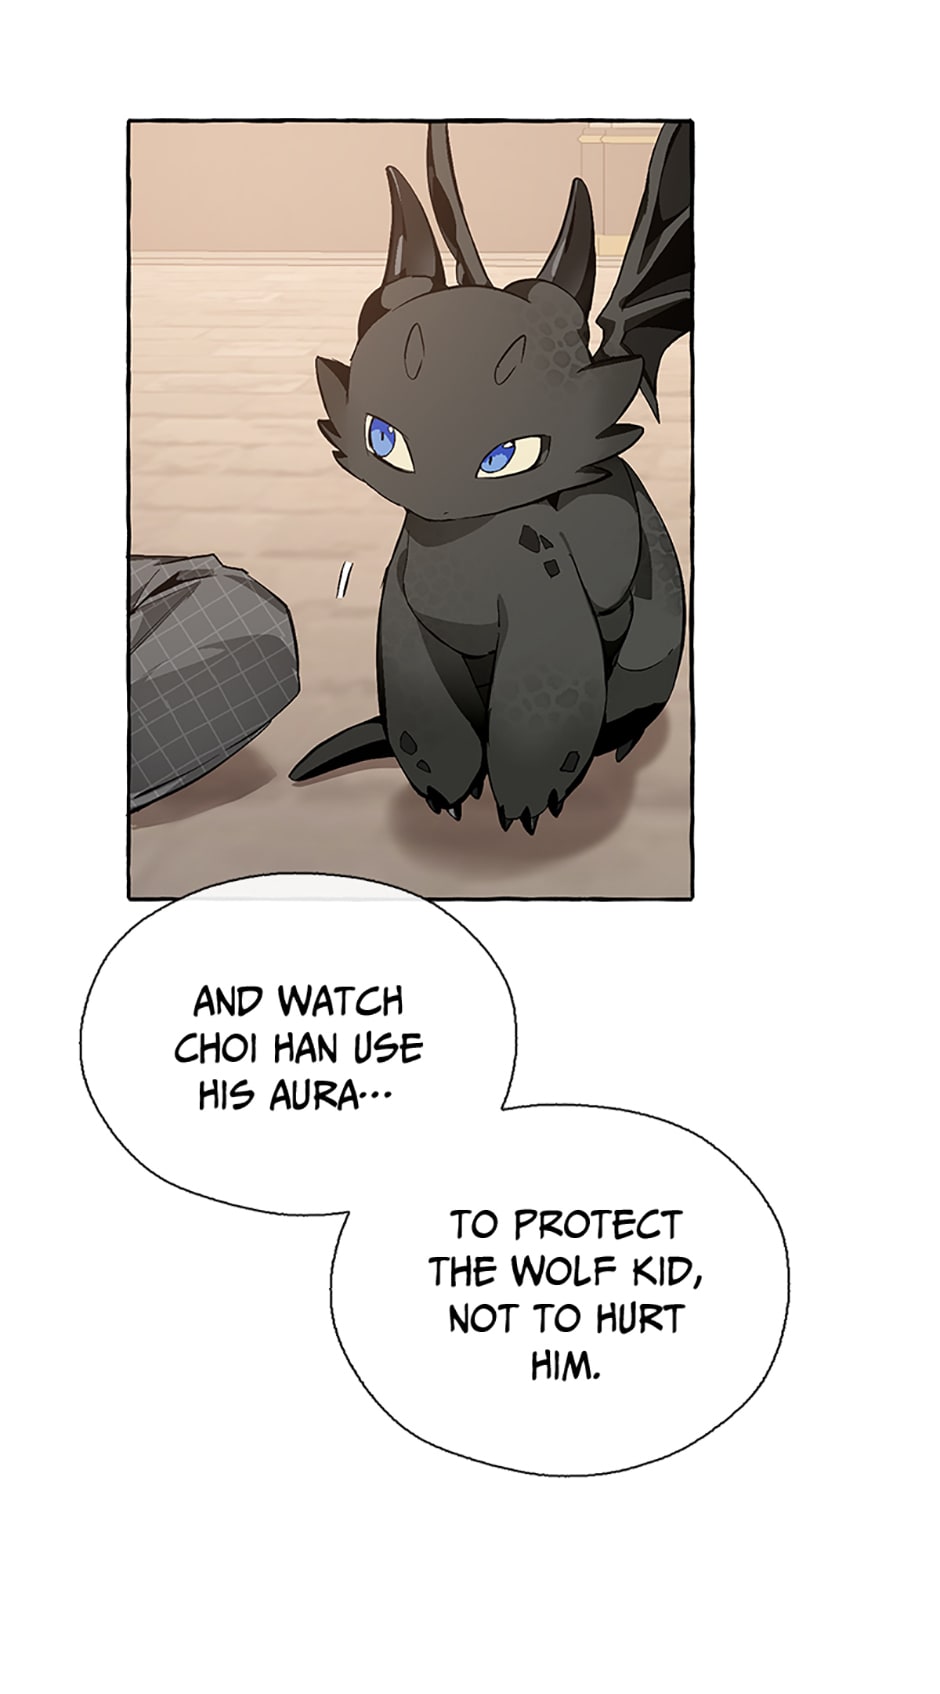 AND WATCH
CHOI HAN USE
HIS AURA...
TO PROTECT
THE WOLF KID,
NOT TO HURT
HIM.